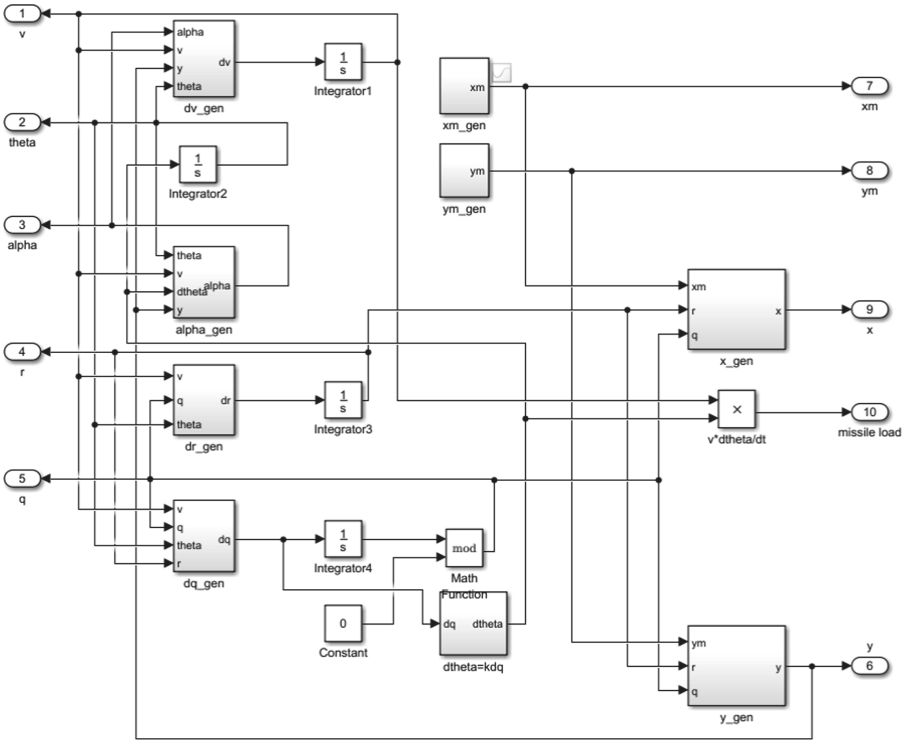 1
v
alpha
v
y
theta
dv
dv_gen
1
s
Integrator1
xm
xm_gen
7
xm
2
theta
1
s
Integrator2
ym
ym_gen
8
ym
3
alpha
theta
v
dtheta
y
alpha
alpha_gen
xm
r
q
x
x_gen
9
x
4
r
v
q
theta
dr
dr_gen
1
s
Integrator3
×
v*dtheta/dt
10
missile load
5
q
v
q
theta
r
dq
dq_gen
1
s
Integrator4
mod
Math
Function
0
Constant
dq
dtheta
dtheta=kdq
ym
r
q
y
y_gen
y
6